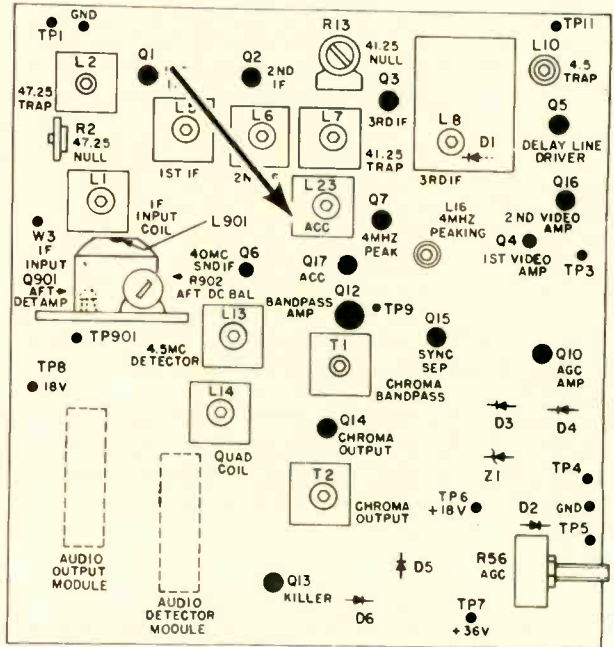 TP1
GND
TP11
Q1
Q2
2ND
IF
R13
41.25
NULL
L10
4.5
TRAP
L2
47.25
TRAP
Q3
3RD IF
L5
L6
L7
L8
D1
Q5
DELAY LINE
DRIVER
R2
47.25
NULL
1ST IF
41.25
TRAP
3RD IF
L1
IF
INPUT
COIL
L901
L23
ACC
Q7
4MHZ
PEAK
L16
4MHZ
PEAKING
Q16
2ND VIDEO
AMP
Q4
1ST VIDEO
AMP
TP3
W3
IF
INPUT
Q901
AFT
DET AMP
40MC
SND IF
Q6
R902
AFT DC BAL
Q17
ACC
Q12
BANDPASS
AMP
TP9
TP901
L13
4.5MC
DETECTOR
T1
CHROMA
BANDPASS
Q15
SYNC
SEP
Q10
AGC
AMP
TP8
18V
L14
QUAD
COIL
Q14
CHROMA
OUTPUT
D3
D4
Z1
T2
CHROMA
OUTPUT
TP6
+18V
TP4
GND
D2
TP5
AUDIO
OUTPUT
MODULE
AUDIO
DETECTOR
MODULE
Q13
KILLER
D5
D6
R56
AGC
TP7
+36V